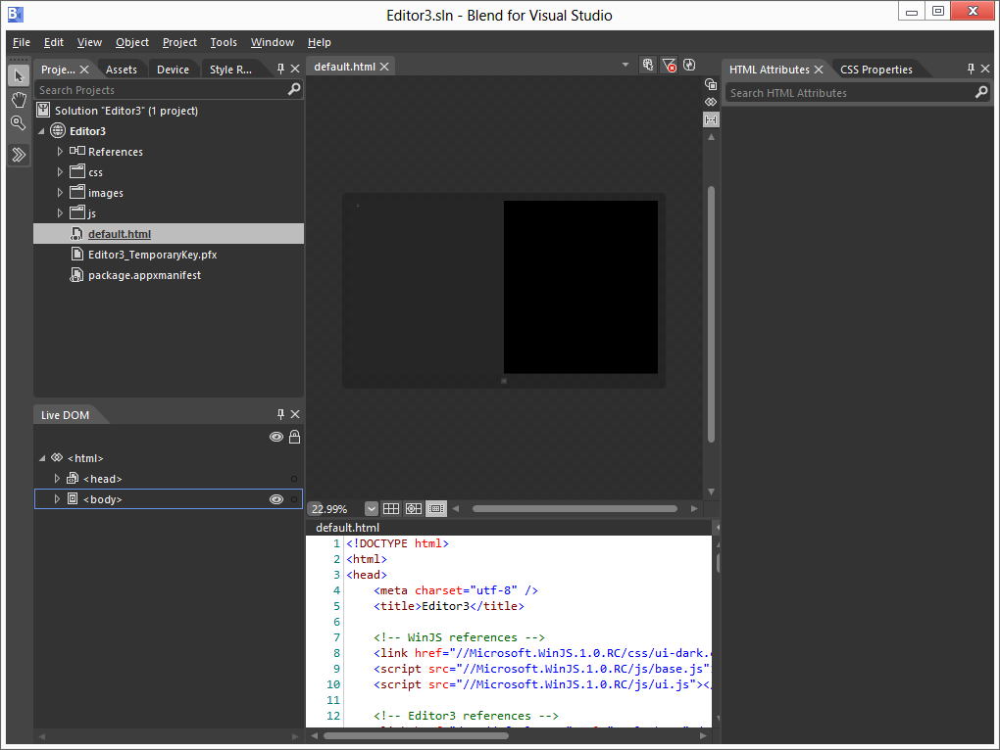 Editor3.sln - Blend for Visual Studio
File Edit View Object Project Tools Window Help
Proje... Assets Device Style R...
Search Projects
Solution "Editor3" (1 project)
Editor3
References
css
images
js
default.html
Editor3_TemporaryKey.pfx
package.appxmanifest
Live DOM
<html>
<head>
<body>
default.html
22.99%
default.html
1 <!DOCTYPE html>
2 <html>
3 <head>
4 <meta charset="utf-8" />
5 <title>Editor3</title>
6
7 <!-- WinJS references -->
8 <link href="//Microsoft.WinJS.1.0.RC/css/ui-dark.
9 <script src="//Microsoft.WinJS.1.0.RC/js/base.js"
10 <script src="//Microsoft.WinJS.1.0.RC/js/ui.js"></
11
12 <!-- Editor3 references -->
HTML Attributes CSS Properties
Search HTML Attributes